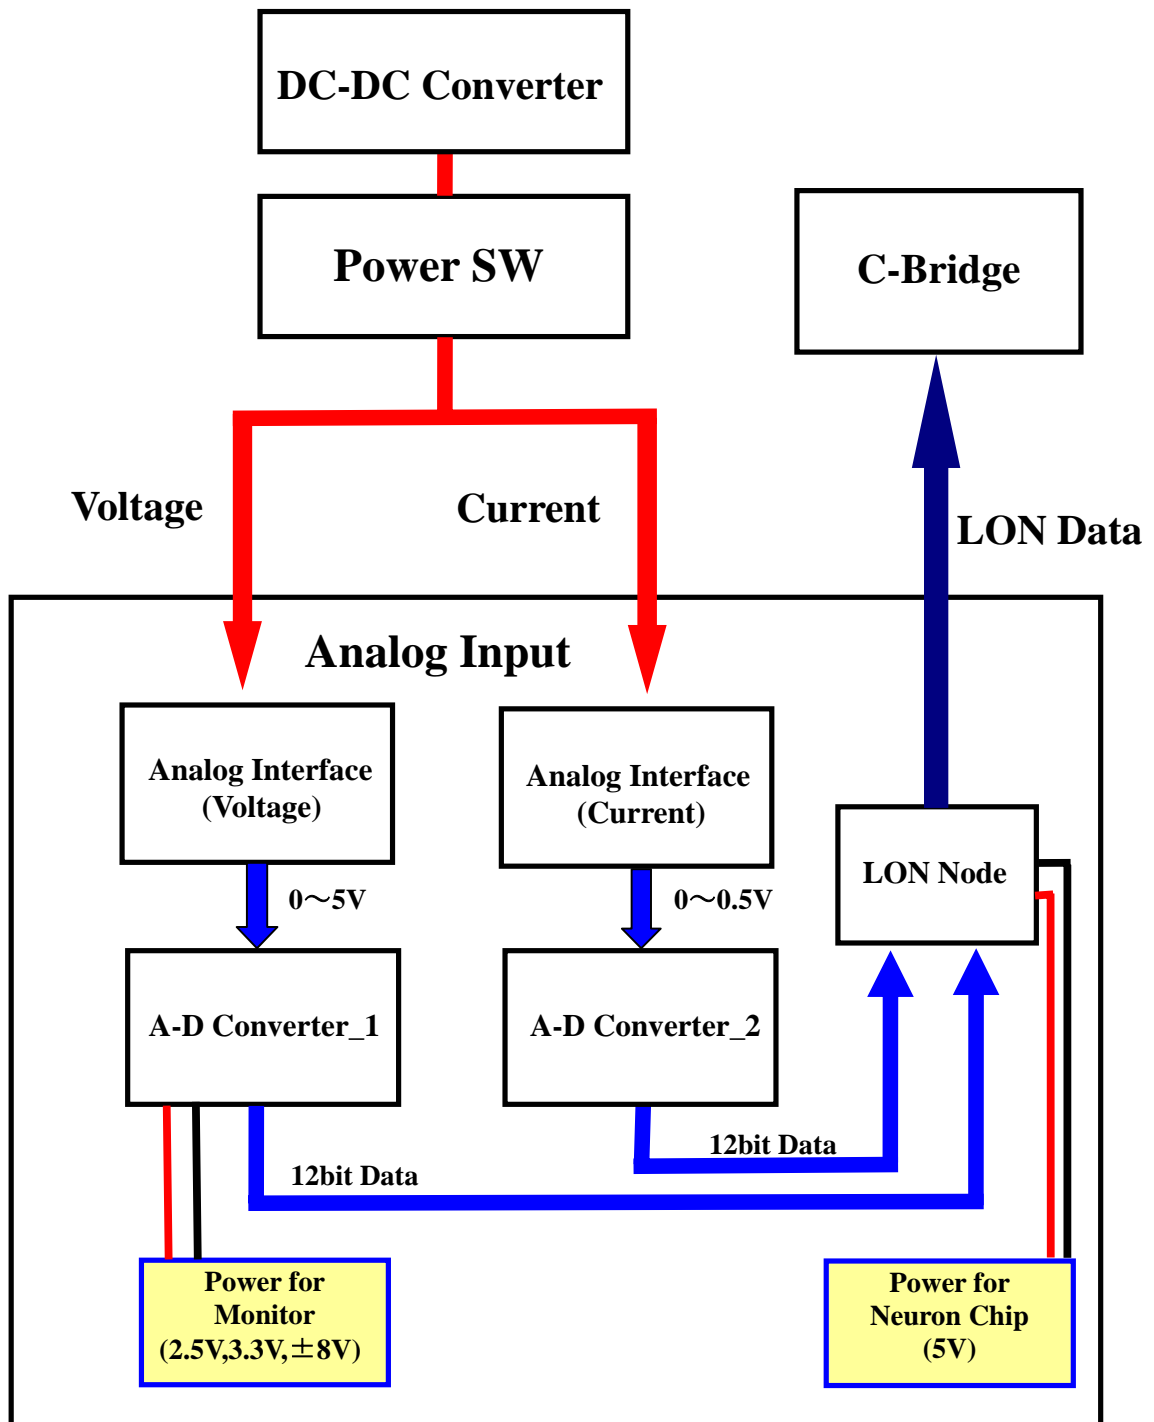 DC-DC Converter
Power SW
C-Bridge
Voltage
Current
LON Data
Analog Input
Analog Interface
(Voltage)
Analog Interface
(Current)
LON Node
0～5V
0～0.5V
A-D Converter_1
A-D Converter_2
12bit Data
12bit Data
Power for
Monitor
(2.5V,3.3V,±8V)
Power for
Neuron Chip
(5V)